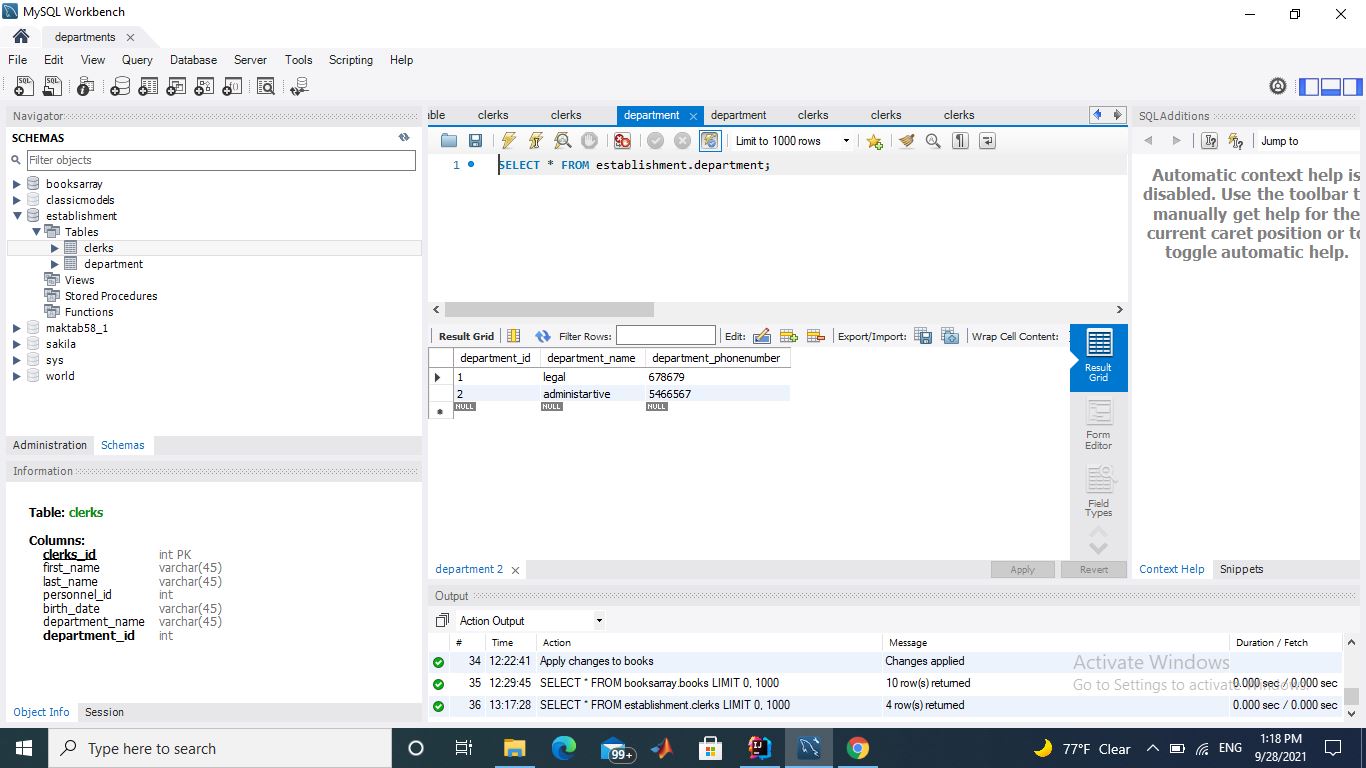 MySQL Workbench
departments
File Edit View Query Database Server Tools Scripting Help
Navigator
SCHEMAS
Filter objects
booksarray
classicmodels
establishment
Tables
clerks
department
Views
Stored Procedures
Functions
maktab58_1
sakila
sys
world
Administration Schemas
Information
Table: clerks
Columns:
clerks_id int PK
first_name varchar(45)
last_name varchar(45)
personnel_id int
birth_date varchar(45)
department_name varchar(45)
department_id int
Object Info Session
able clerks clerks department department clerks clerks clerks
Limit to 1000 rows
1 SELECT * FROM establishment.department;
Result Grid Filter Rows: Edit: Export/Import: Wrap Cell Content:
department_id department_name department_phonenumber
1 legal 678679
2 administartive 5466567
NULL NULL NULL
Result
Grid
Form
Editor
Field
Types
department 2 Apply Revert
SQLAdditions
Jump to
Automatic context help is
disabled. Use the toolbar t
manually get help for the
current caret position or to
toggle automatic help.
Context Help Snippets
Output
Action Output
# Time Action Message Duration / Fetch
34 12:22:41 Apply changes to books Changes applied
35 12:29:45 SELECT * FROM booksarray.books LIMIT 0, 1000 10 row(s) returned 0.000 sec / 0.000 sec
36 13:17:28 SELECT * FROM establishment.clerks LIMIT 0, 1000 4 row(s) returned 0.000 sec / 0.000 sec
Activate Windows
Go to Settings to activate Windows.
Type here to search
99+
77°F Clear
ENG
1:18 PM
9/28/2021